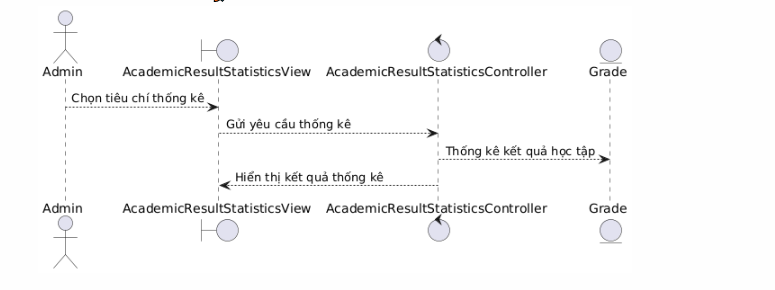 Admin AcademicResultStatisticsView AcademicResultStatisticsController Grade
Chọn tiêu chí thống kê
Gửi yêu cầu thống kê
Thống kê kết quả học tập
Hiển thị kết quả thống kê
Admin AcademicResultStatisticsView AcademicResultStatisticsController Grade